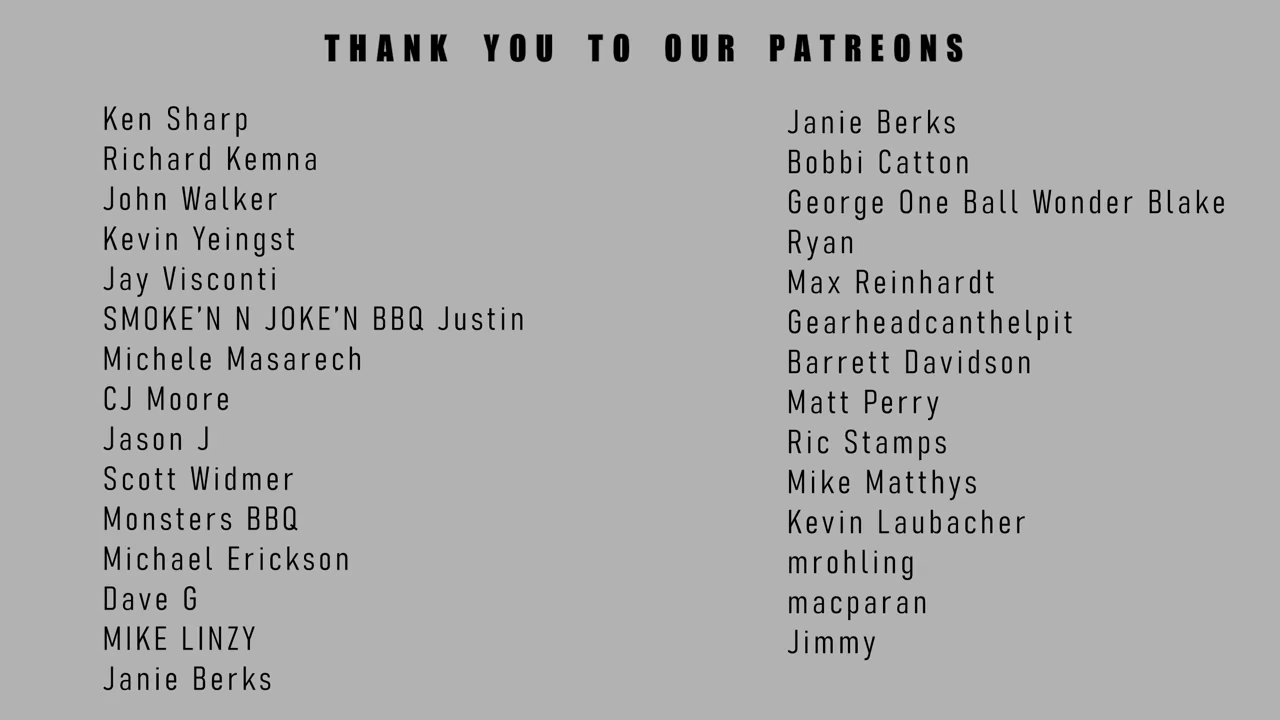 THANK YOU TO OUR PATREONS
Ken Sharp
Richard Kemna
John Walker
Kevin Yeingst
Jay Visconti
SMOKE’N N JOKE’N BBQ Justin
Michele Masarech
CJ Moore
Jason J
Scott Widmer
Monsters BBQ
Michael Erickson
Dave G
MIKE LINZY
Janie Berks
Janie Berks
Bobbi Catton
George One Ball Wonder Blake
Ryan
Max Reinhardt
Gearheadcanthelpit
Barrett Davidson
Matt Perry
Ric Stamps
Mike Matthys
Kevin Laubacher
mrohling
macparan
Jimmy